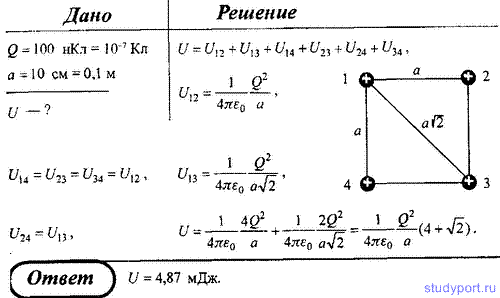 Дано
Решение
Q = 100 нКл = 10⁻⁷ Кл
a = 10 см = 0,1 м
U — ?
U = U₁₂ + U₁₃ + U₁₄ + U₂₃ + U₂₄ + U₃₄ ,
U₁₂ = 1/(4πε₀) Q²/a ,
1 a 2
a a√2
4 3
U₁₄ = U₂₃ = U₃₄ = U₁₂ , U₁₃ = 1/(4πε₀) Q²/(a√2) ,
U₂₄ = U₁₃ , U = 1/(4πε₀) 4Q²/a + 1/(4πε₀) 2Q²/(a√2) = 1/(4πε₀) Q²/a (4 + √2) .
Ответ U = 4,87 мДж.
studyport.ru